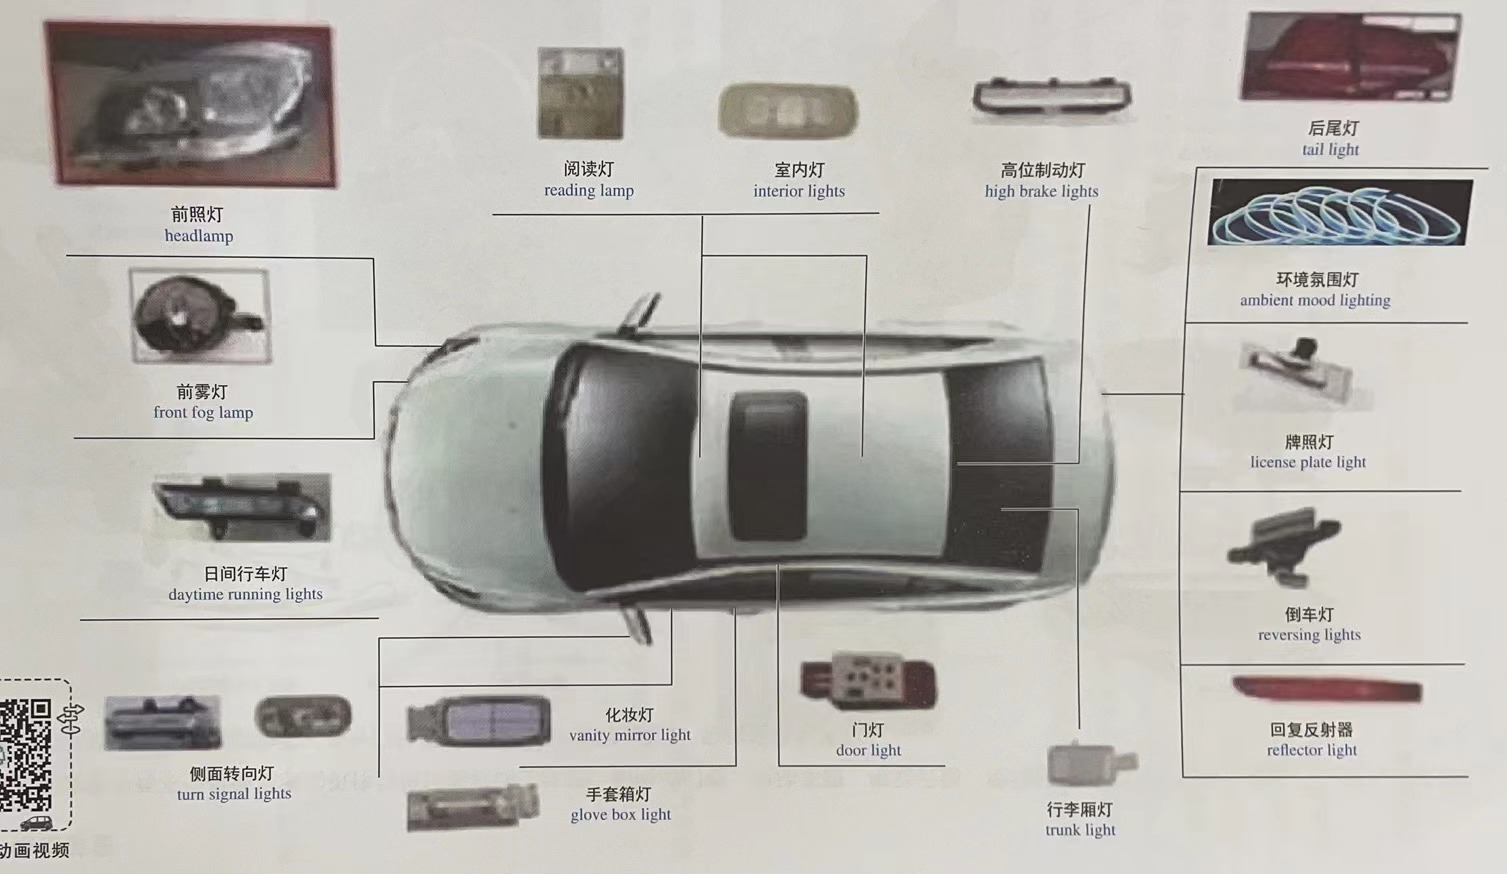 前照灯
headlamp
阅读灯
reading lamp
室内灯
interior lights
高位制动灯
high brake lights
后尾灯
tail light
环境氛围灯
ambient mood lighting
前雾灯
front fog lamp
牌照灯
license plate light
日间行车灯
daytime running lights
倒车灯
reversing lights
侧面转向灯
turn signal lights
化妆灯
vanity mirror light
门灯
door light
回复反射器
reflector light
手套箱灯
glove box light
行李厢灯
trunk light
动画视频